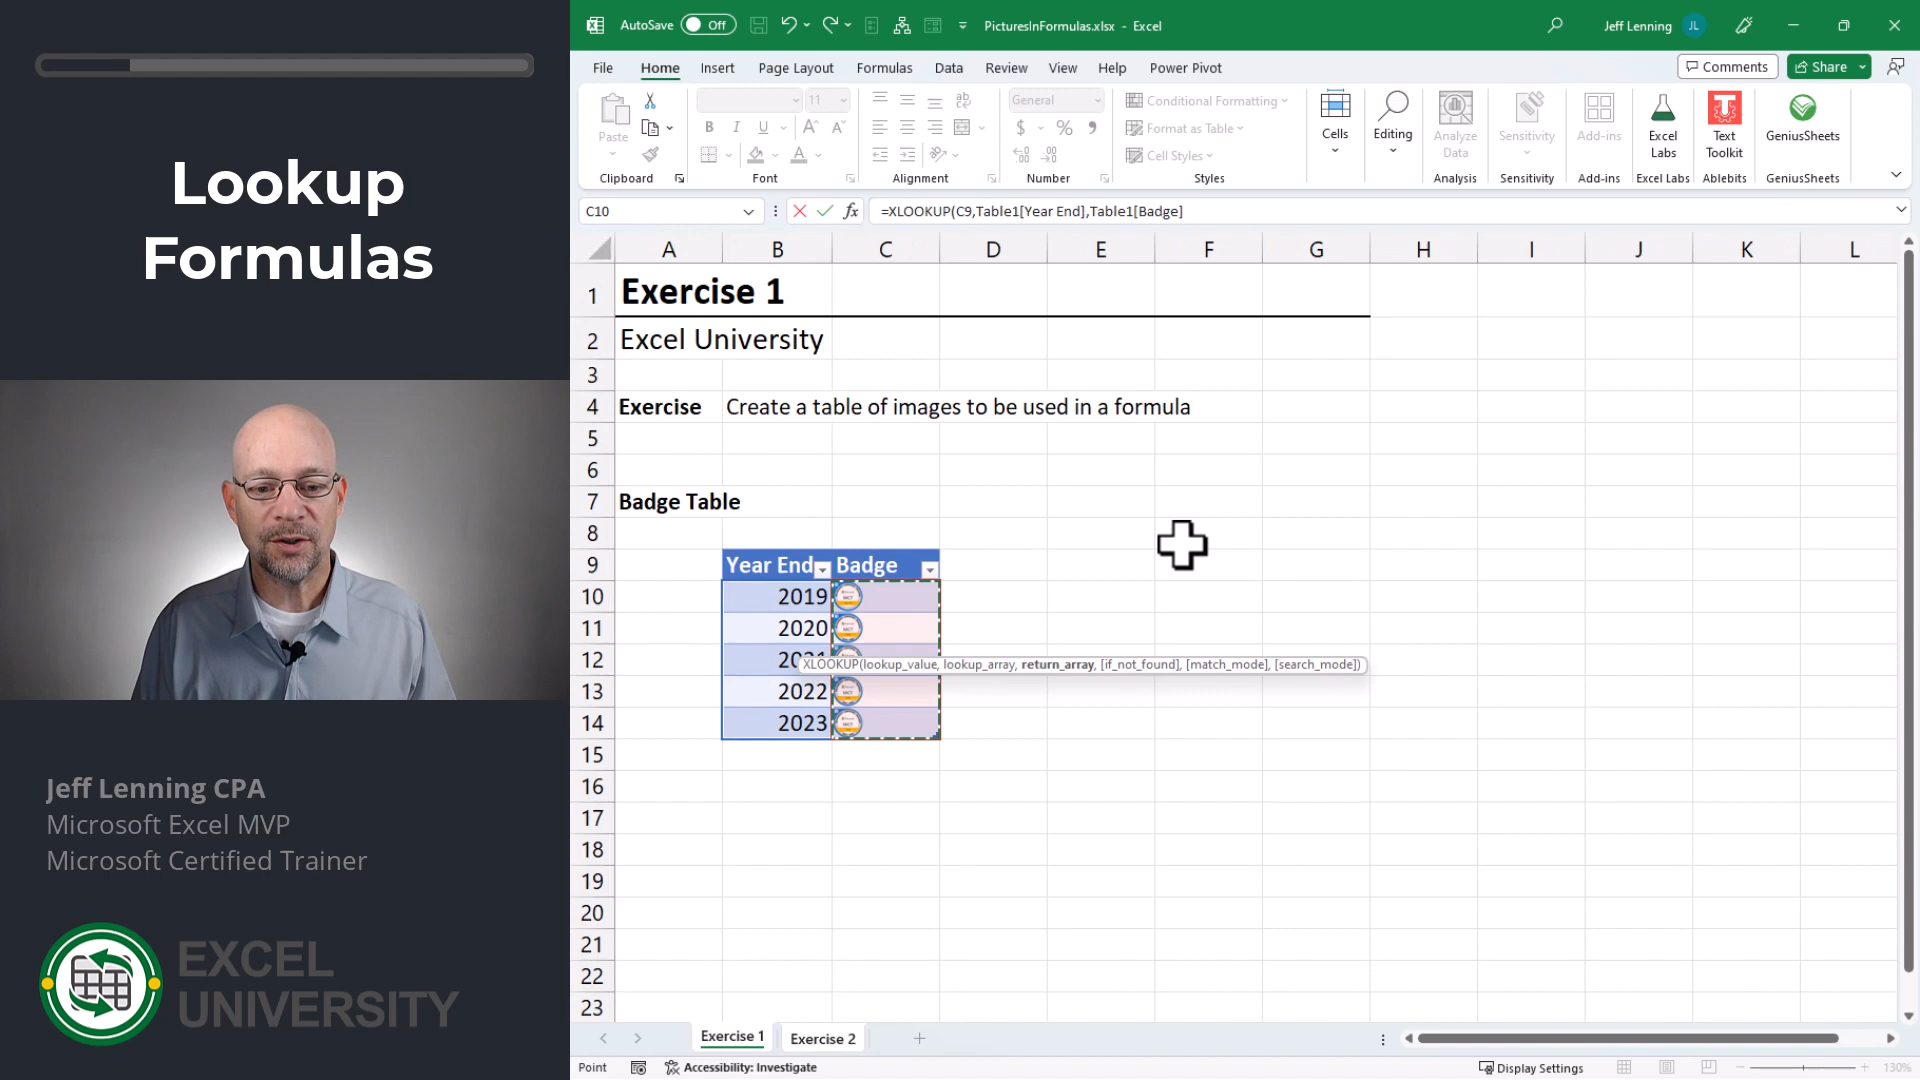 Lookup
Formulas
Jeff Lenning CPA
Microsoft Excel MVP
Microsoft Certified Trainer
EXCEL
UNIVERSITY
AutoSave Off PicturesInFormulas.xlsx - Excel Jeff Lenning JL
File Home Insert Page Layout Formulas Data Review View Help Power Pivot Comments Share
Paste
Clipboard
11
B I U
Font
Alignment
General
$ % 9
Number
Conditional Formatting
Format as Table
Cell Styles
Styles
Cells
Editing
Analyze
Data
Analysis
Sensitivity
Sensitivity
Add-ins
Add-ins
Excel
Labs
Excel Labs
Text
Toolkit
Ablebits
GeniusSheets
GeniusSheets
C10 fx =XLOOKUP(C9,Table1[Year End],Table1[Badge]
A B C D E F G H I J K L
1 Exercise 1
2 Excel University
3
4 Exercise Create a table of images to be used in a formula
5
6
7 Badge Table
8
9 Year End Badge
10 2019
11 2020
12 XLOOKUP(lookup_value, lookup_array, return_array, [if_not_found], [match_mode], [search_mode])
13 2022
14 2023
15
16
17
18
19
20
21
22
23
Exercise 1 Exercise 2
Point Accessibility: Investigate Display Settings 130%